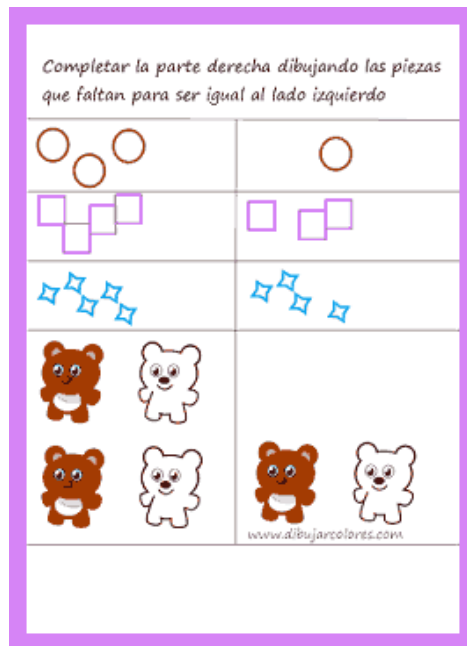 Completar la parte derecha dibujando las piezas
que faltan para ser igual al lado izquierdo
www.dibujarcolores.com